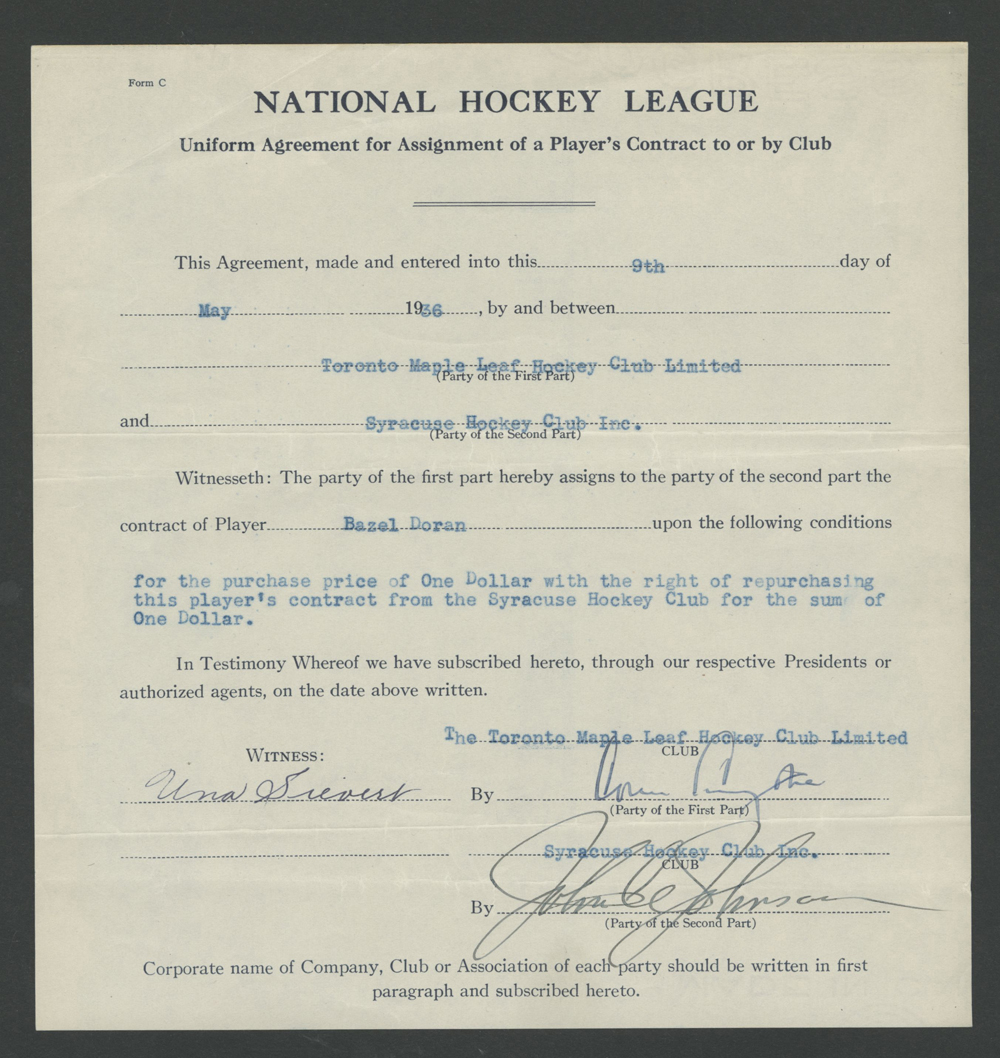 Form C
NATIONAL HOCKEY LEAGUE
Uniform Agreement for Assignment of a Player's Contract to or by Club
This Agreement, made and entered into this 9th day of
May 1936, by and between
Toronto Maple Leaf Hockey Club Limited
(Party of the First Part)
and Syracuse Hockey Club Inc.
(Party of the Second Part)
Witnesseth: The party of the first part hereby assigns to the party of the second part the
contract of Player Bazel Doran upon the following conditions
for the purchase price of One Dollar with the right of repurchasing
this player's contract from the Syracuse Hockey Club for the sum of
One Dollar.
In Testimony Whereof we have subscribed hereto, through our respective Presidents or
authorized agents, on the date above written.
The Toronto Maple Leaf Hockey Club Limited
CLUB
WITNESS:
Una Sievert By Conn Smythe
(Party of the First Part)
Syracuse Hockey Club Inc.
CLUB
By John C Johnson
(Party of the Second Part)
Corporate name of Company, Club or Association of each party should be written in first
paragraph and subscribed hereto.